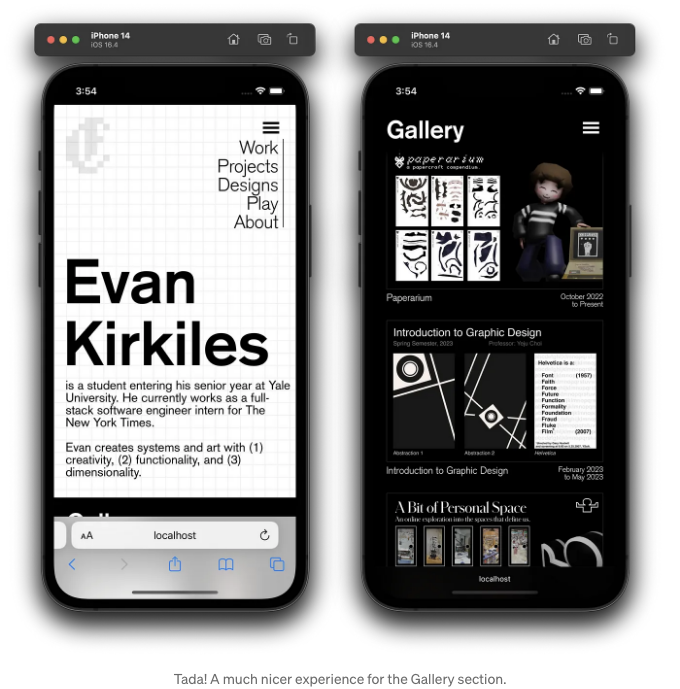 iPhone 14
iOS 16.4
3:54
Work
Projects
Designs
Play
About
Evan
Kirkiles
is a student entering his senior year at Yale
University. He currently works as a full-
stack software engineer intern for The
New York Times.
Evan creates systems and art with (1)
creativity, (2) functionality, and (3)
dimensionality.
AA
localhost
iPhone 14
iOS 16.4
3:54
Gallery
paperarium
a papercraft compendium.
Paperarium
October 2022
to Present
Introduction to Graphic Design
Spring Semester, 2023
Professor: Yeju Choi
Helvetica is a:
Font (1957)
Faith
Force
Future
Function
Formality
Foundation
Fraud
Fluke
Film (2007)
Abstraction 1
Abstraction 2
Helvetica
Introduction to Graphic Design
February 2023
to May 2023
A Bit of Personal Space
An online exploration into the spaces that define us.
localhost
Tada! A much nicer experience for the Gallery section.